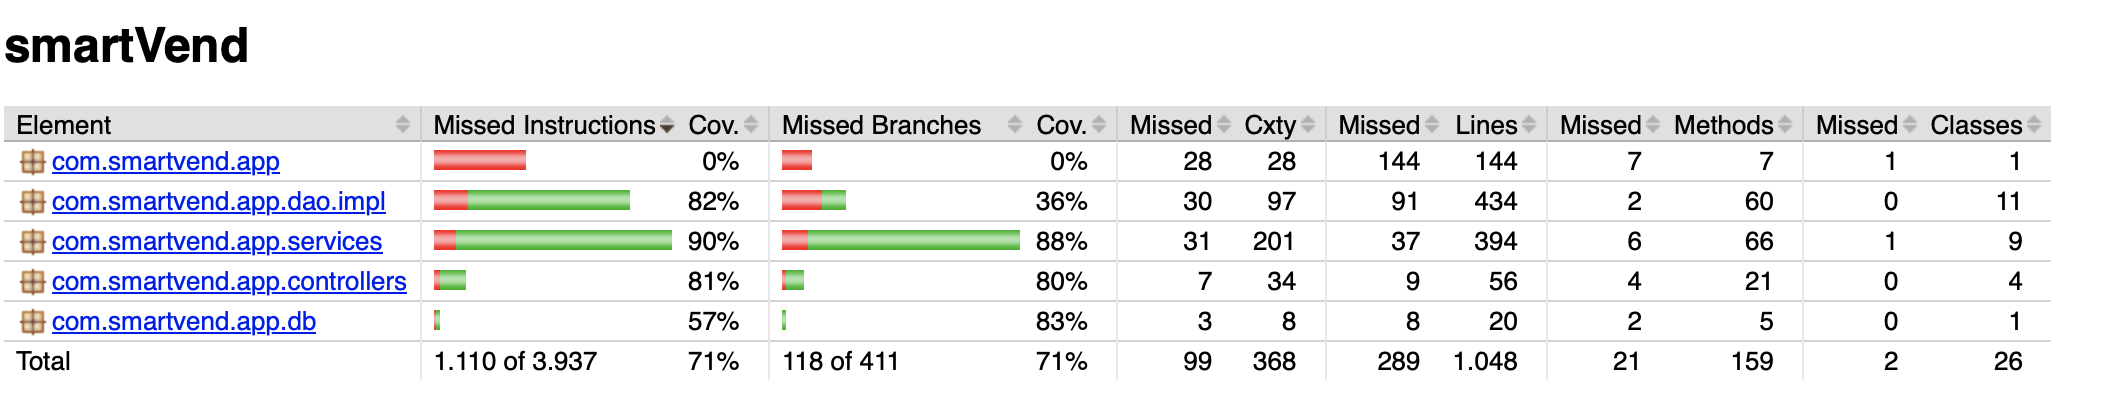 smartVend
Element Missed Instructions Cov. Missed Branches Cov. Missed Cxty Missed Lines Missed Methods Missed Classes
com.smartvend.app 0% 0% 28 28 144 144 7 7 1 1
com.smartvend.app.dao.impl 82% 36% 30 97 91 434 2 60 0 11
com.smartvend.app.services 90% 88% 31 201 37 394 6 66 1 9
com.smartvend.app.controllers 81% 80% 7 34 9 56 4 21 0 4
com.smartvend.app.db 57% 83% 3 8 8 20 2 5 0 1
Total 1.110 of 3.937 71% 118 of 411 71% 99 368 289 1.048 21 159 2 26